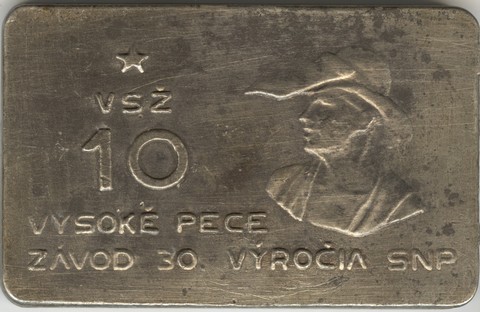 VSŽ
10
VYSOKÉ PECE
ZÁVOD 30. VÝROČIA SNP